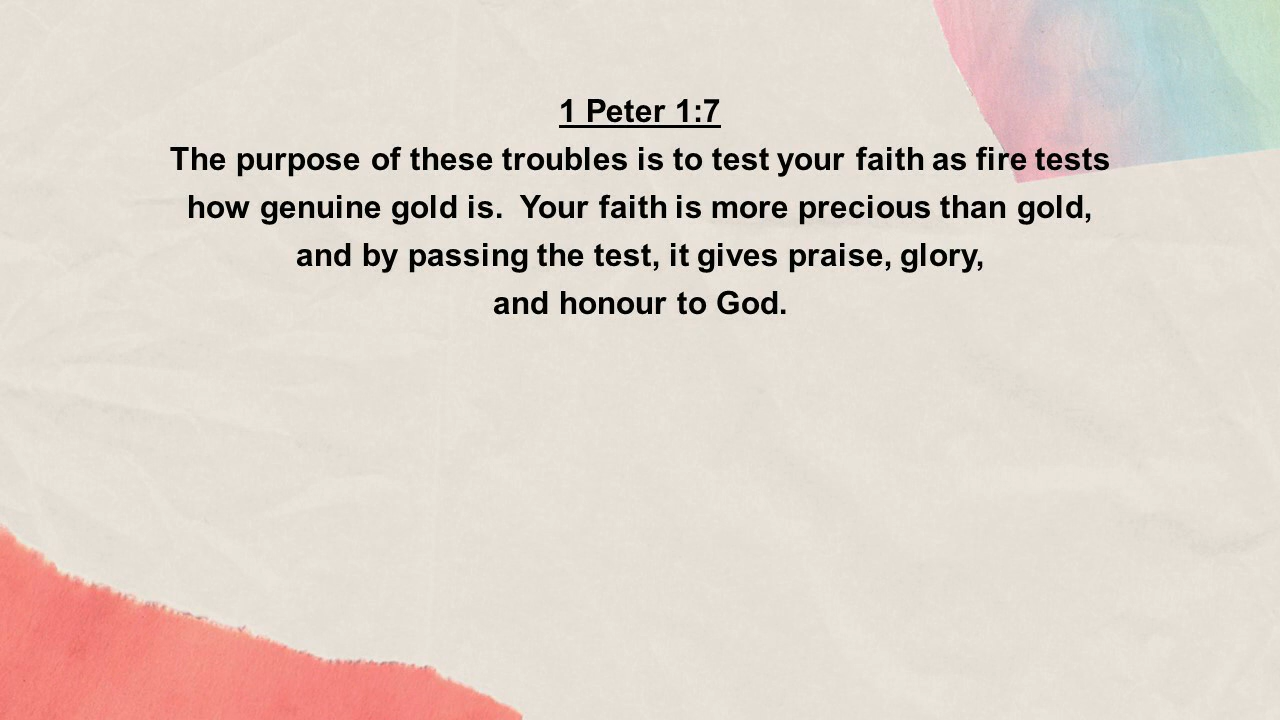 1 Peter 1:7
The purpose of these troubles is to test your faith as fire tests
how genuine gold is.  Your faith is more precious than gold,
and by passing the test, it gives praise, glory,
and honour to God.